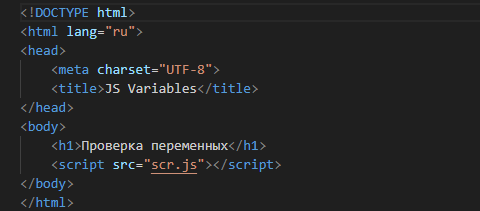 <!DOCTYPE html>
<html lang="ru">
<head>
    <meta charset="UTF-8">
    <title>JS Variables</title>
</head>
<body>
    <h1>Проверка переменных</h1>
    <script src="scr.js"></script>
</body>
</html>